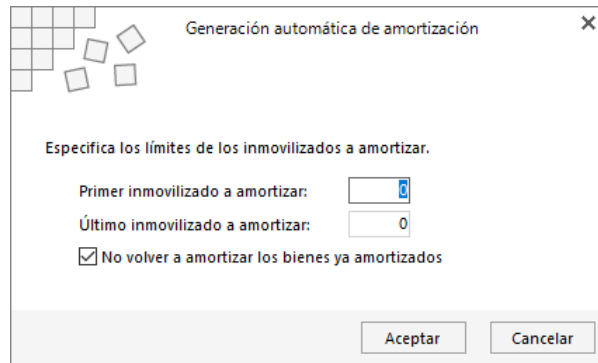 Generación automática de amortización
Especifica los límites de los inmovilizados a amortizar.
Primer inmovilizado a amortizar: 0
Último inmovilizado a amortizar: 0
No volver a amortizar los bienes ya amortizados
Aceptar Cancelar